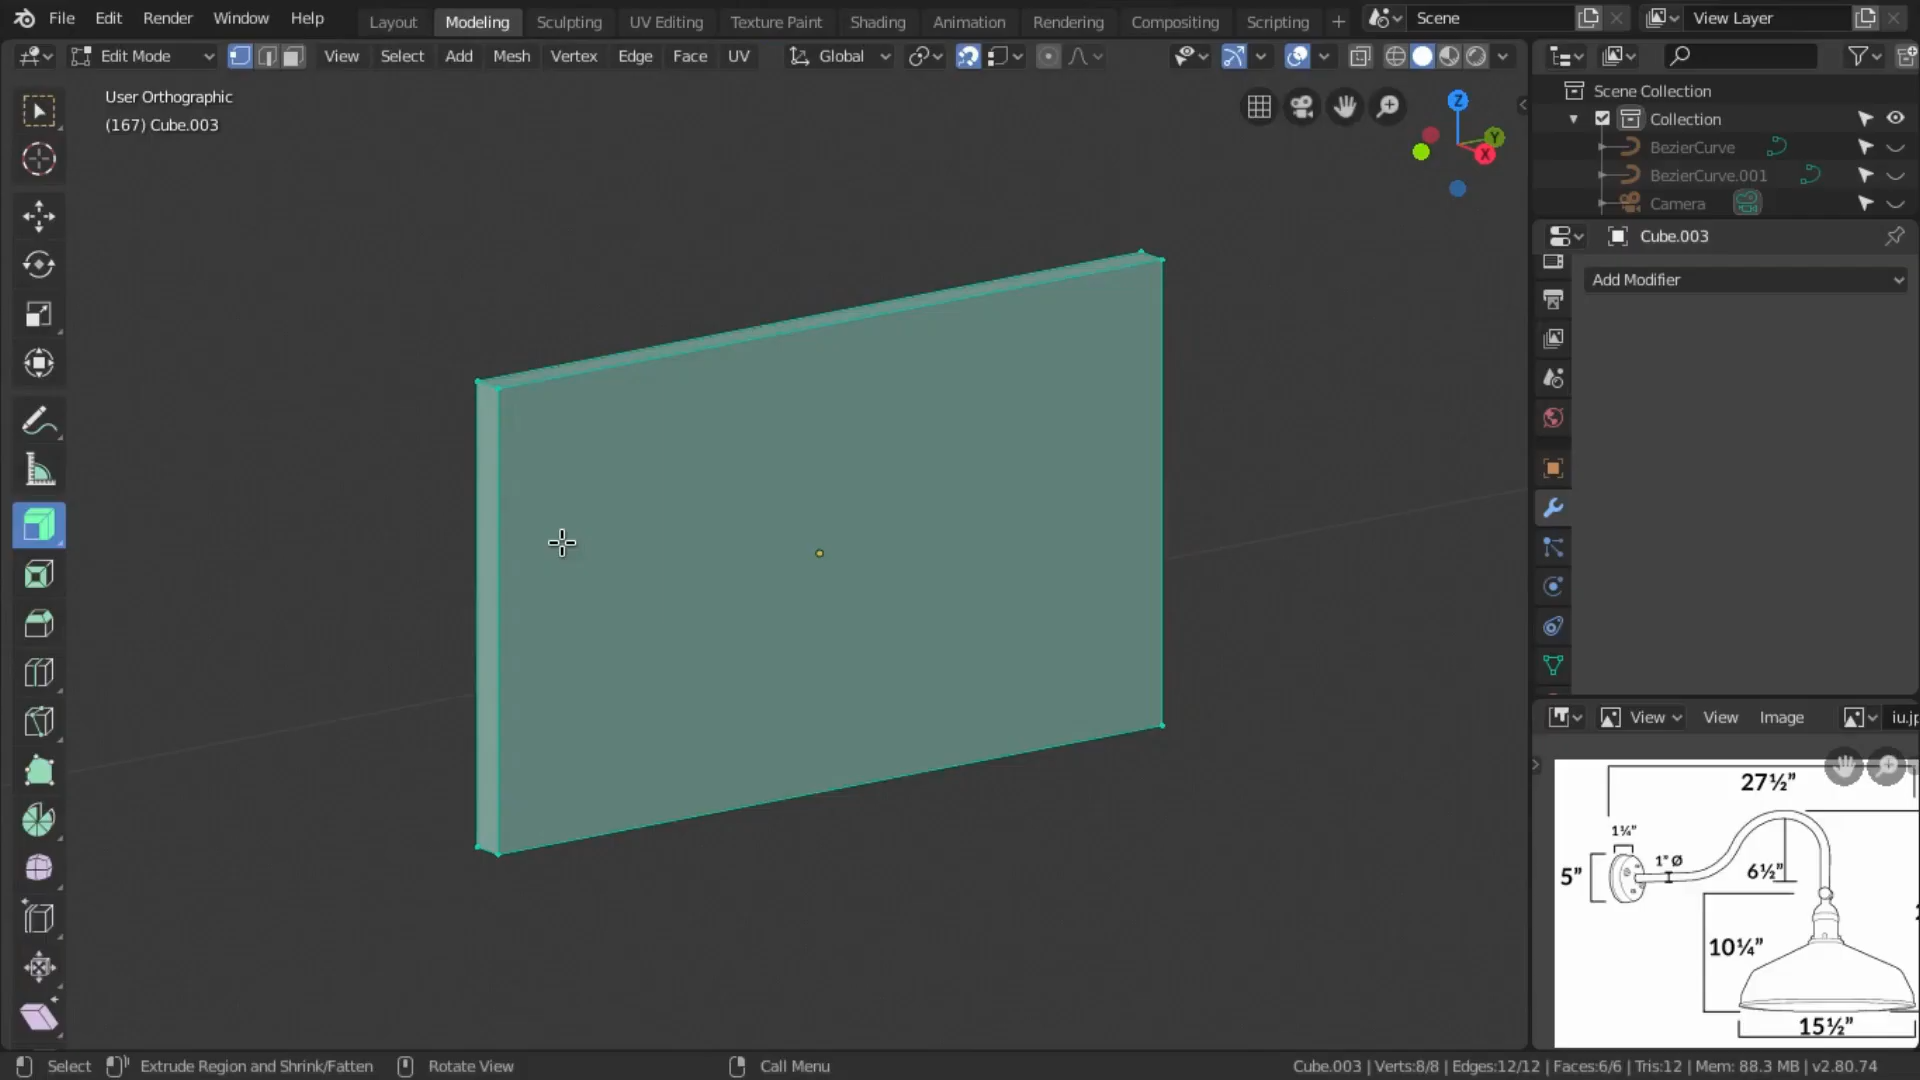 File Edit Render Window Help Layout Modeling Sculpting UV Editing Texture Paint Shading Animation Rendering Compositing Scripting + Scene View Layer
Edit Mode View Select Add Mesh Vertex Edge Face UV Global
User Orthographic
(167) Cube.003
Z
Y
X
Scene Collection
Collection
BezierCurve
BezierCurve.001
Camera
Cube.003
Add Modifier
View View Image iu.jp
27½”
1¼”
5”
1” Ø
6½”
10¼”
15½”
Select Extrude Region and Shrink/Fatten Rotate View Call Menu Cube.003 | Verts:8/8 | Edges:12/12 | Faces:6/6 | Tris:12 | Mem: 88.3 MB | v2.80.74